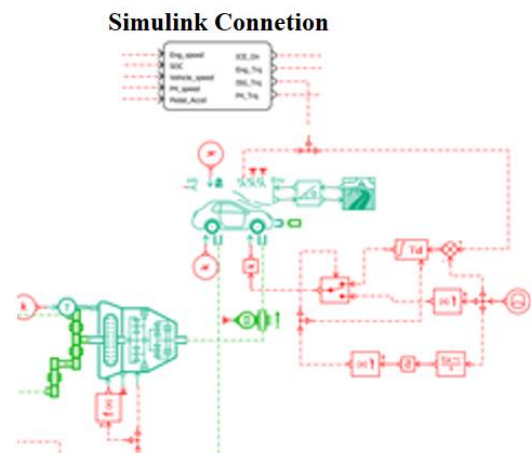 Simulink Connetion
Eng_speed
SOC
Vehicle_speed
PM_speed
Pedal_Accel
ICE_On
Eng_Trq
ISG_Trq
PM_Trq